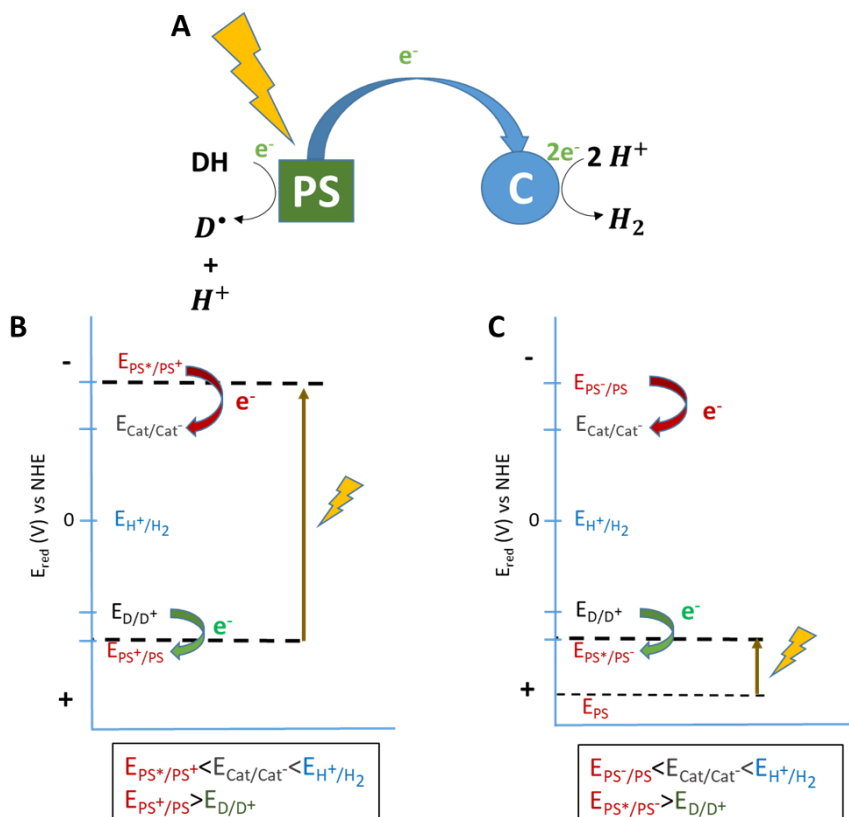 A
e⁻
DH
e⁻
PS
C
2e⁻
2 H⁺
D•
H₂
+
H⁺
B
-
E_PS*/PS⁺
e⁻
E_Cat/Cat⁻
E_red (V) vs NHE
0
E_H⁺/H₂
E_D/D⁺
e⁻
E_PS⁺/PS
+
E_PS*/PS⁺<E_Cat/Cat⁻<E_H⁺/H₂
E_PS⁺/PS>E_D/D⁺
C
-
E_PS⁻/PS
e⁻
E_Cat/Cat⁻
E_red (V) vs NHE
0
E_H⁺/H₂
E_D/D⁺
e⁻
E_PS*/PS⁻
+
E_PS
E_PS⁻/PS<E_Cat/Cat⁻<E_H⁺/H₂
E_PS*/PS⁻>E_D/D⁺